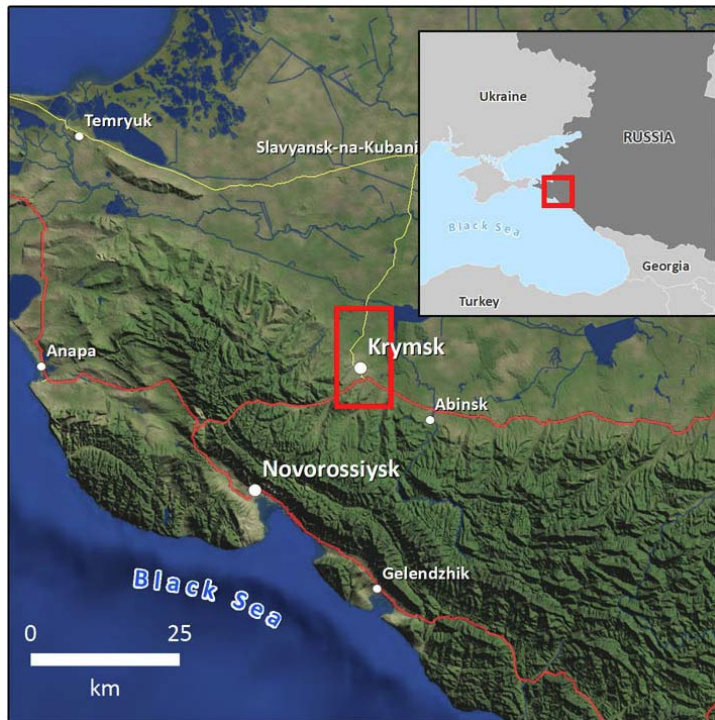 Temryuk
Slavyansk-na-Kubani
Ukraine
RUSSIA
Black Sea
Georgia
Turkey
Krymsk
Anapa
Abinsk
Novorossiysk
Gelendzhik
Black Sea
0 25
km